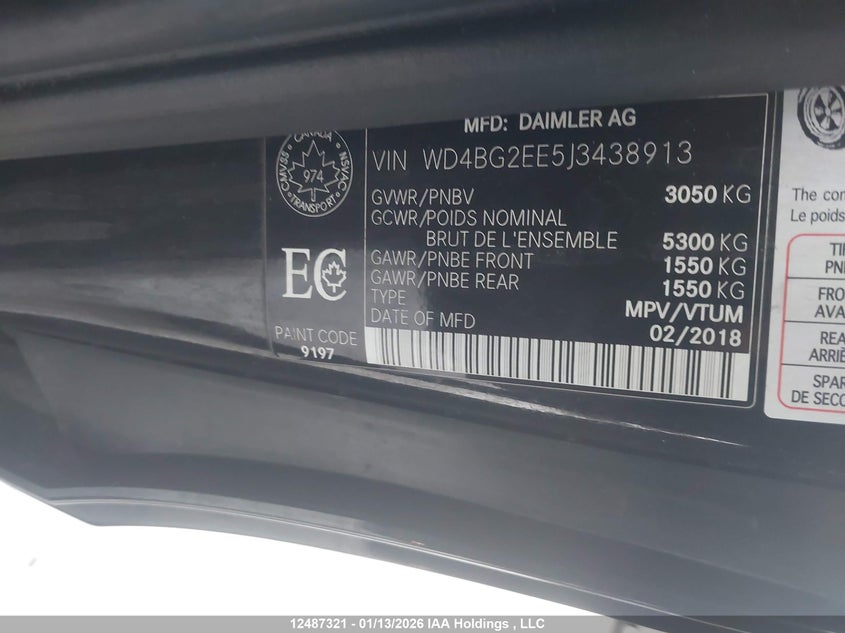 MFD: DAIMLER AG
CANADA
CMVSS
NSVAC
974
TRANSPORT
VIN WD4BG2EE5J3438913
GVWR/PNBV 3050 KG
GCWR/POIDS NOMINAL
BRUT DE L'ENSEMBLE 5300 KG
GAWR/PNBE FRONT 1550 KG
GAWR/PNBE REAR 1550 KG
TYPE MPV/VTUM
DATE OF MFD 02/2018
EC
PAINT CODE
9197
The com
Le poids
TI
PN
FRO
AVA
REA
ARRIÈ
SPAR
DE SECO
12487321 - 01/13/2026 IAA Holdings , LLC